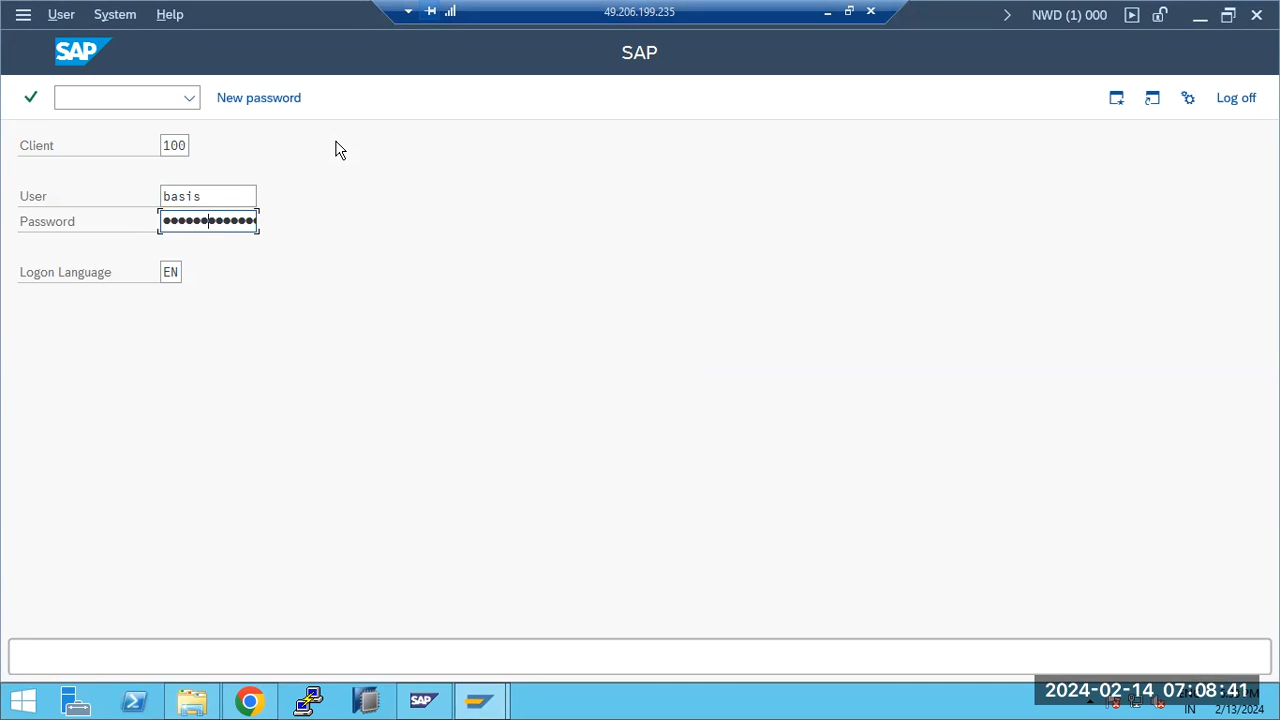 User System Help 49.206.199.235 NWD (1) 000
SAP SAP
New password Log off
Client 100
User basis
Password ●●●●●●●●●●●●●
Logon Language EN
SAP
2024-02-14 07:08:41
IN 2/13/2024